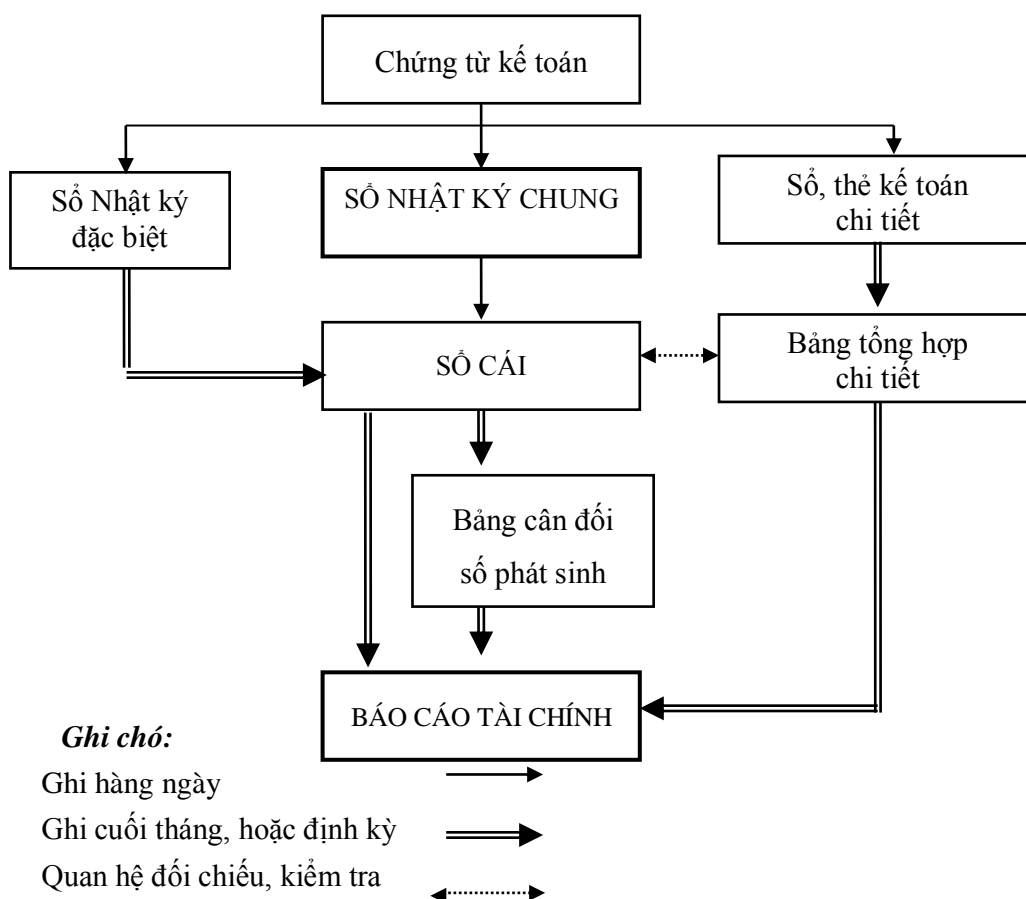 Chứng từ kế toán
Sổ Nhật ký
đặc biệt
SỔ NHẬT KÝ CHUNG
Sổ, thẻ kế toán
chi tiết
SỔ CÁI
Bảng tổng hợp
chi tiết
Bảng cân đối
số phát sinh
BÁO CÁO TÀI CHÍNH
Ghi chó:
Ghi hàng ngày
Ghi cuối tháng, hoặc định kỳ
Quan hệ đối chiếu, kiểm tra